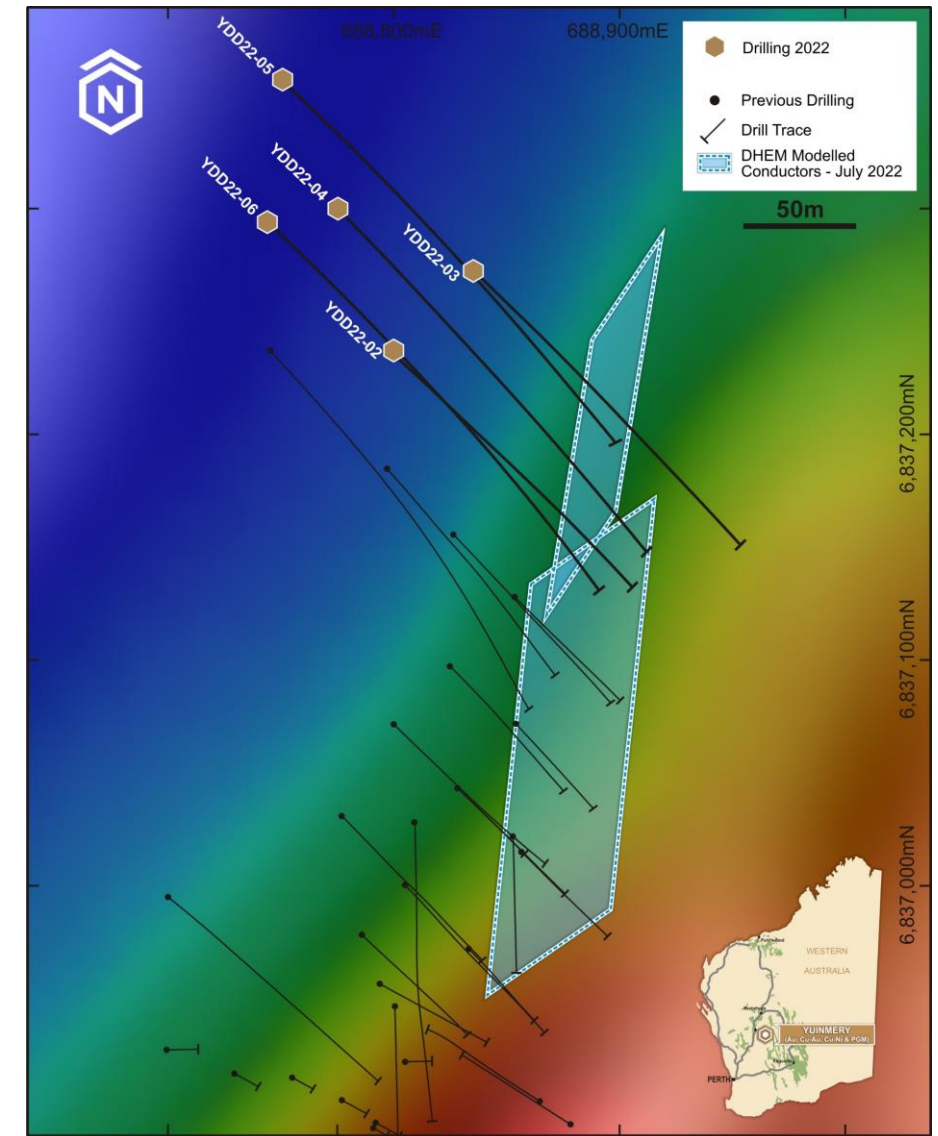 688,800mE
688,900mE
Drilling 2022
Previous Drilling
Drill Trace
DHEM Modelled
Conductors - July 2022
50m
N
YDD22-05
YDD22-04
YDD22-06
YDD22-03
YDD22-02
6,837,200mN
6,837,100mN
6,837,000mN
WESTERN
AUSTRALIA
YUINMERY
(Au, Cu-Au, Cu-Ni & PGM)
PERTH